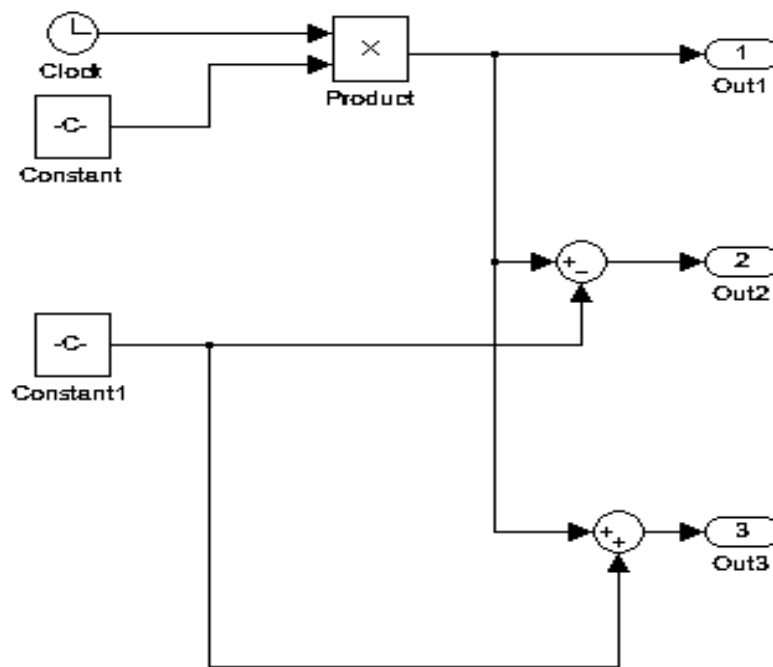 ×
1
Clock
Out1
Product
-C-
Constant
+
−
2
Out2
-C-
Constant1
+
+
3
Out3